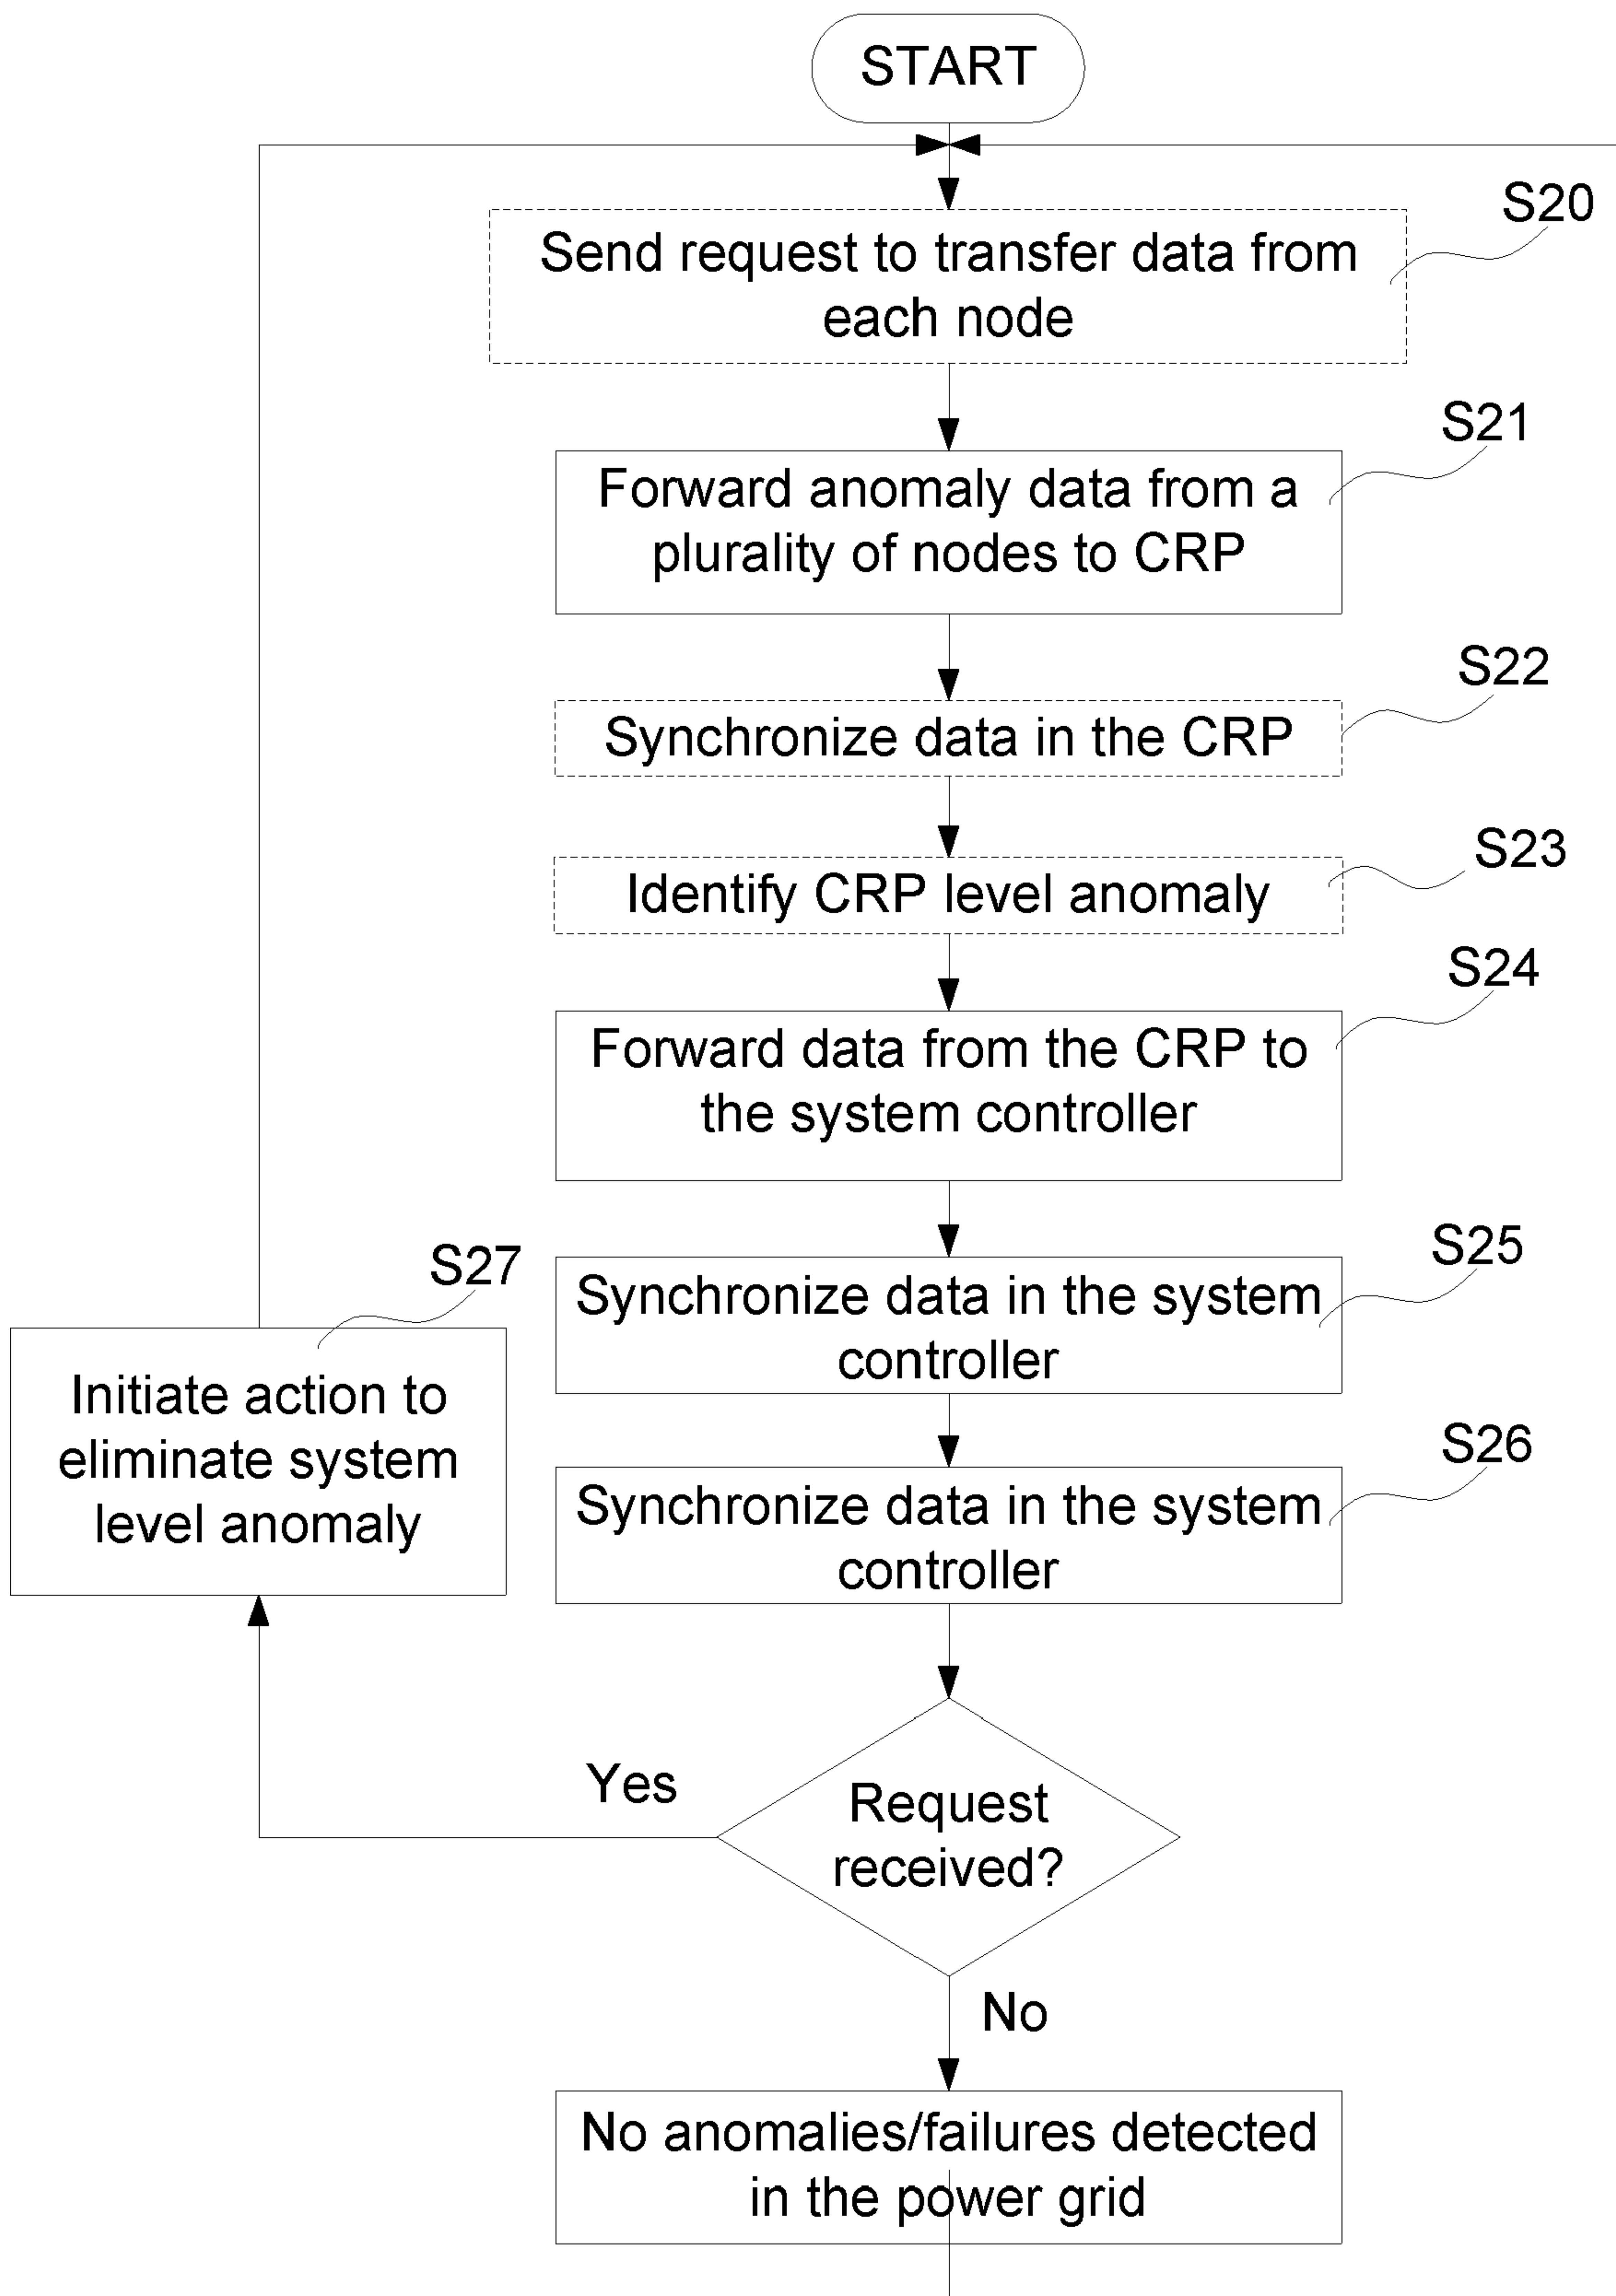 START
S20
Send request to transfer data from
each node
S21
Forward anomaly data from a
plurality of nodes to CRP
S22
Synchronize data in the CRP
S23
Identify CRP level anomaly
S24
Forward data from the CRP to
the system controller
S25
Synchronize data in the system
controller
S26
Synchronize data in the system
controller
S27
Initiate action to
eliminate system
level anomaly
Yes
Request
received?
No
No anomalies/failures detected
in the power grid